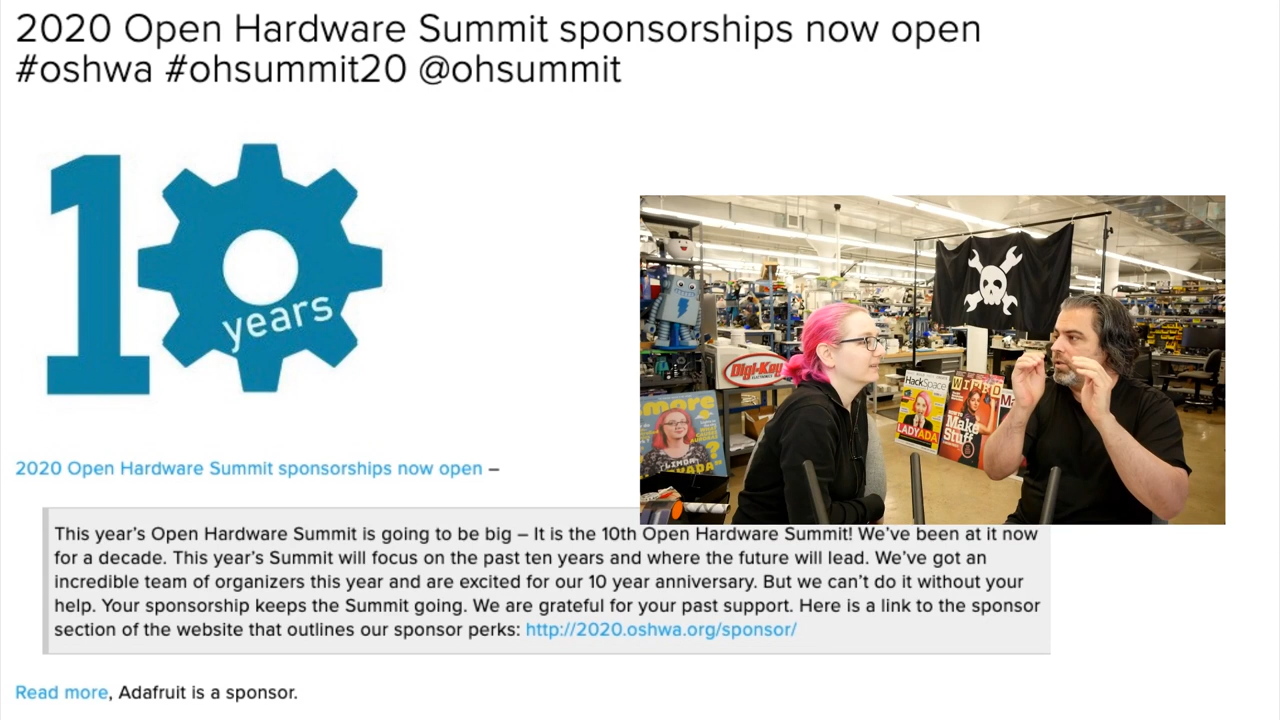 2020 Open Hardware Summit sponsorships now open
#oshwa #ohsummit20 @ohsummit
10
years
2020 Open Hardware Summit sponsorships now open –
This year's Open Hardware Summit is going to be big – It is the 10th Open Hardware Summit! We've been at it now
for a decade. This year's Summit will focus on the past ten years and where the future will lead. We've got an
incredible team of organizers this year and are excited for our 10 year anniversary. But we can't do it without your
help. Your sponsorship keeps the Summit going. We are grateful for your past support. Here is a link to the sponsor
section of the website that outlines our sponsor perks: http://2020.oshwa.org/sponsor/
Read more, Adafruit is a sponsor.
Digi-Key
ELECTRONICS
HackSpace
LADYADA
WIRED
Make
Stuff
Ma
more